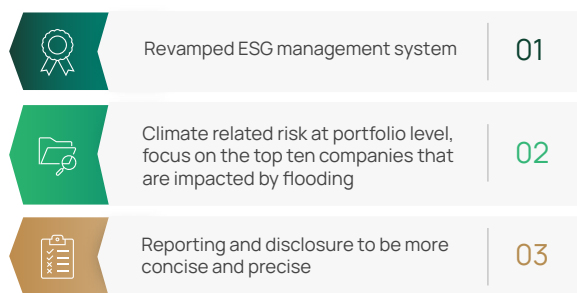 Revamped ESG management system
01
Climate related risk at portfolio level,
focus on the top ten companies that
are impacted by flooding
02
Reporting and disclosure to be more
concise and precise
03